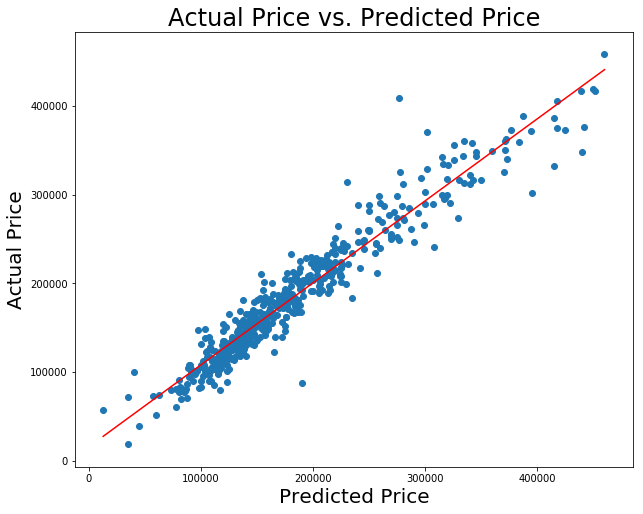 Actual Price vs. Predicted Price
400000
300000
200000
100000
0
Actual Price
0 100000 200000 300000 400000
Predicted Price